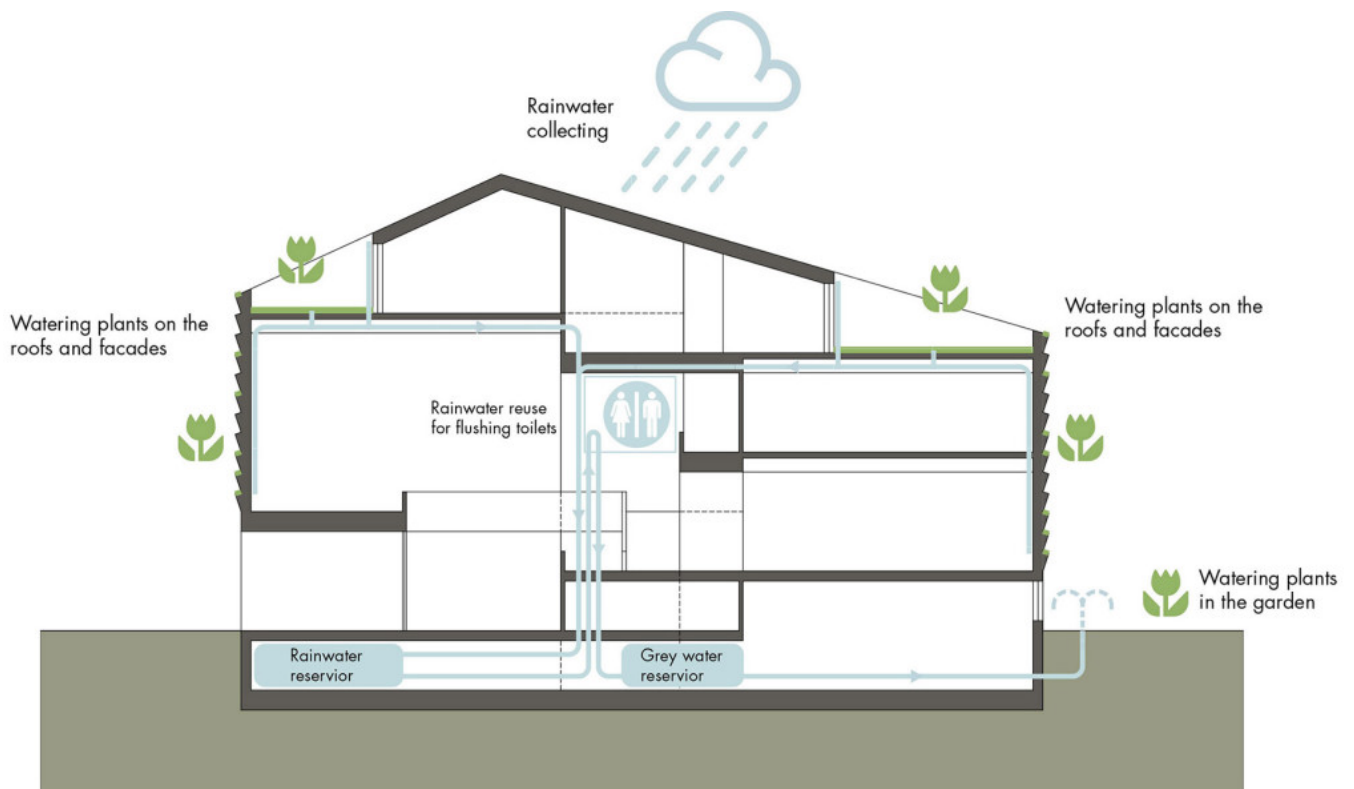 Rainwater
collecting
Watering plants on the
roofs and facades
Watering plants on the
roofs and facades
Rainwater reuse
for flushing toilets
Watering plants
in the garden
Rainwater
reservior
Grey water
reservior